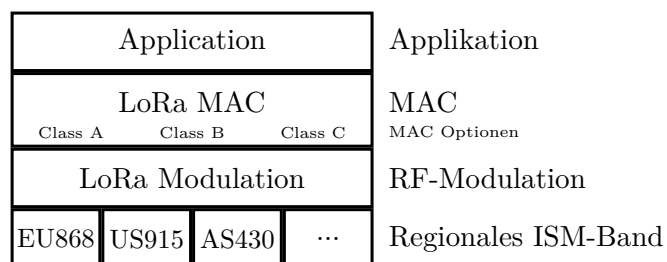 Application Applikation
LoRa MAC MAC
Class A Class B Class C MAC Optionen
LoRa Modulation RF-Modulation
EU868 US915 AS430 ... Regionales ISM-Band